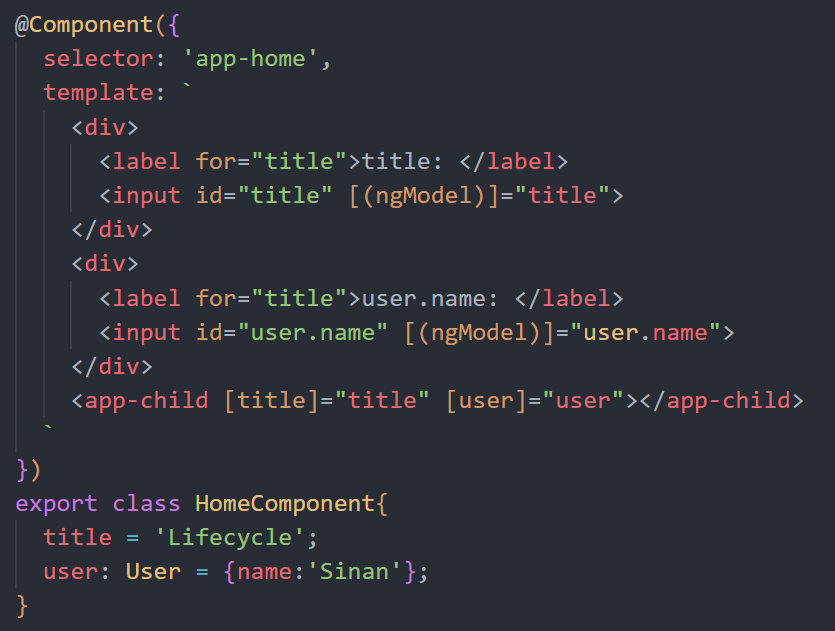 @Component({
  selector: 'app-home',
  template: `
    <div>
      <label for="title">title: </label>
      <input id="title" [(ngModel)]="title">
    </div>
    <div>
      <label for="title">user.name: </label>
      <input id="user.name" [(ngModel)]="user.name">
    </div>
    <app-child [title]="title" [user]="user"></app-child>
  `
})
export class HomeComponent{
  title = 'Lifecycle';
  user: User = {name:'Sinan'};
}